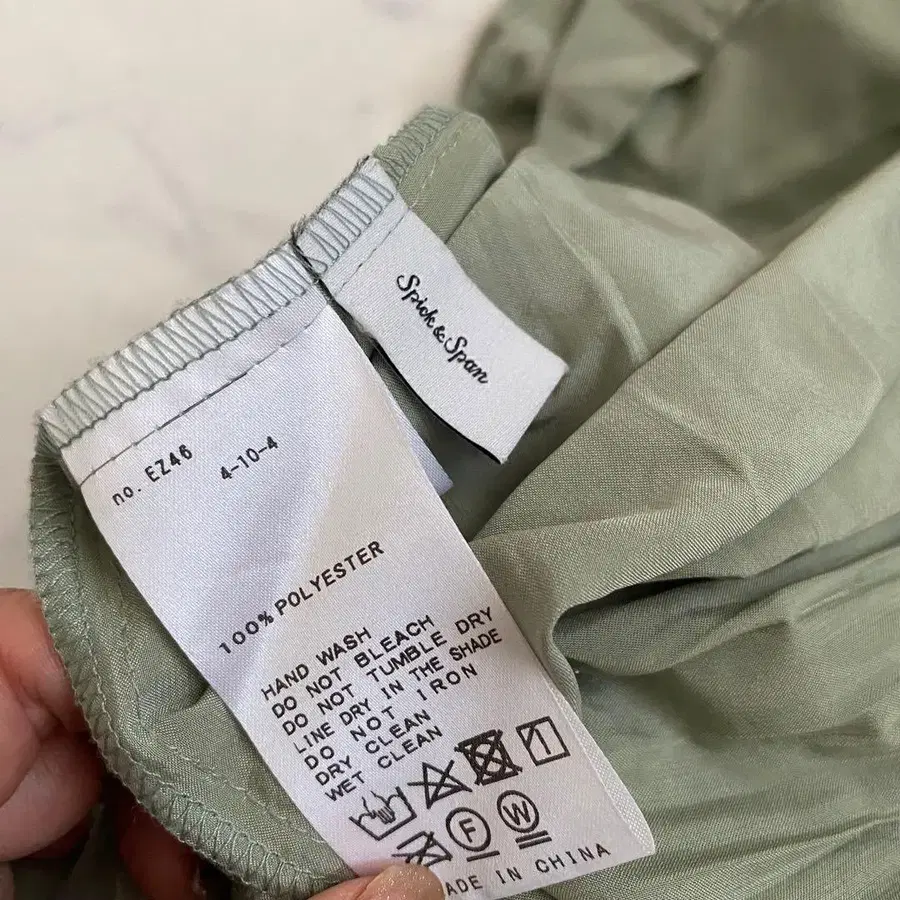 Spick & Span
no. EZ46
4-10-4
100% POLYESTER
HAND WASH
DO NOT BLEACH
DO NOT TUMBLE DRY
LINE DRY IN THE SHADE
DO NOT IRON
DRY CLEAN
WET CLEAN
F W
ADE IN CHINA